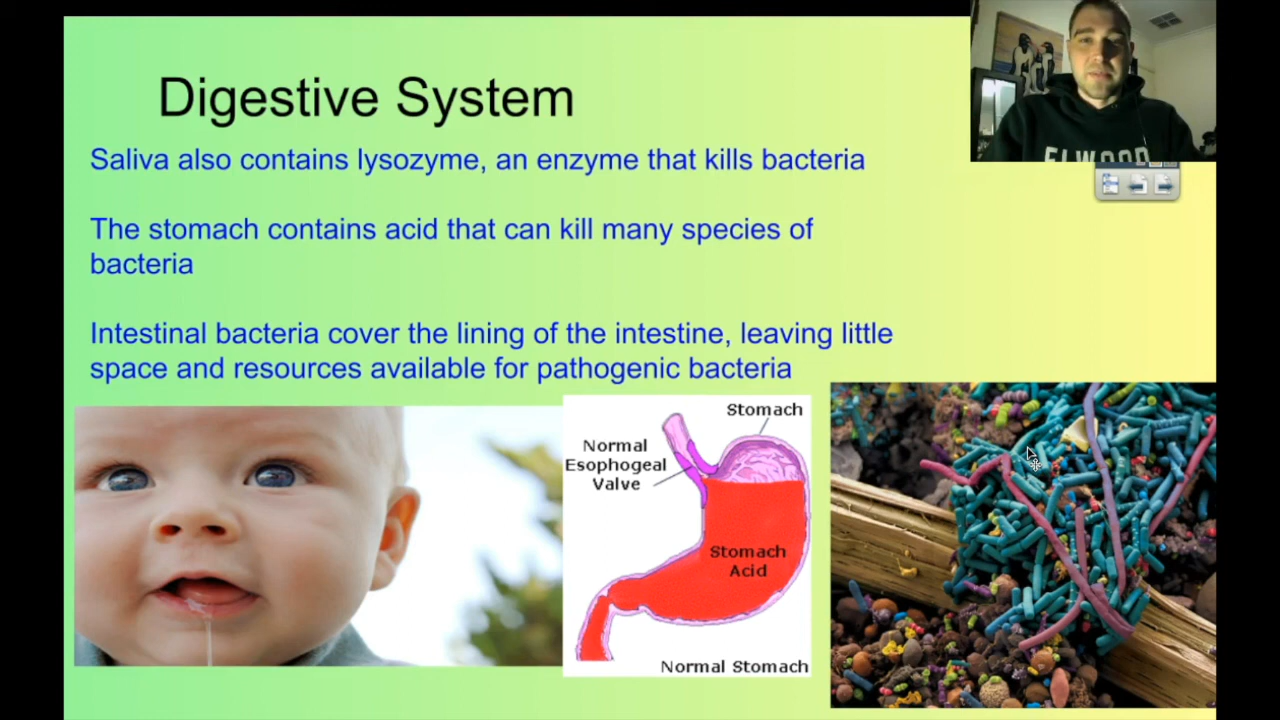 Digestive System
Saliva also contains lysozyme, an enzyme that kills bacteria
The stomach contains acid that can kill many species of
bacteria
Intestinal bacteria cover the lining of the intestine, leaving little
space and resources available for pathogenic bacteria
Stomach
Normal
Esophogeal
Valve
Stomach
Acid
Normal Stomach
ELWOOD